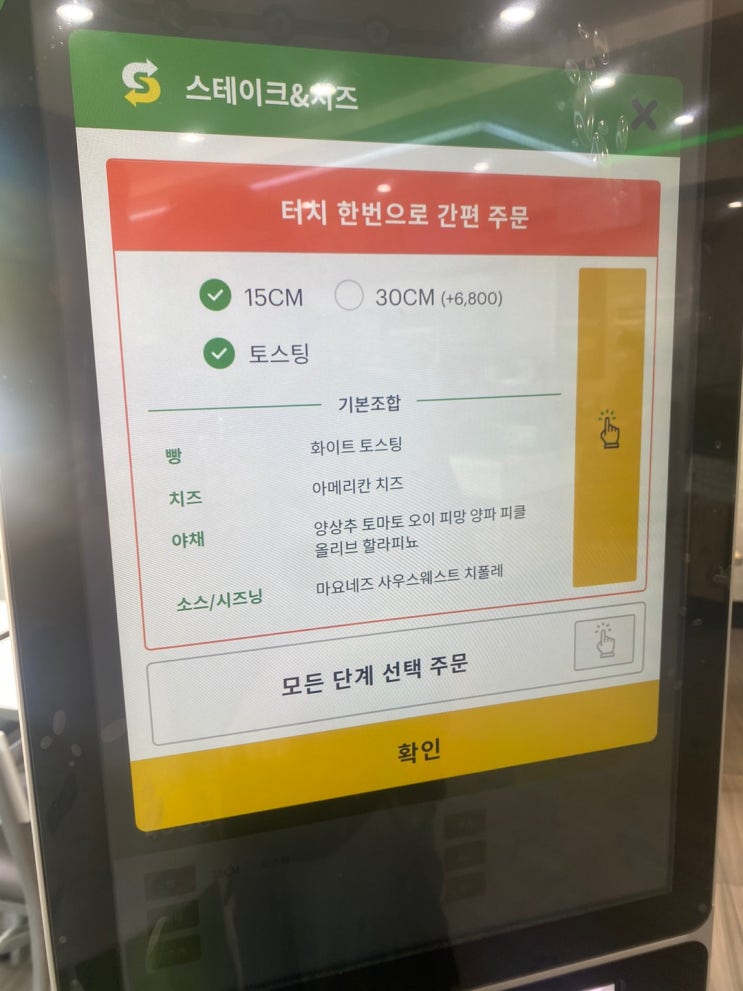 스테이크&치즈
X
터치 한번으로 간편 주문
15CM 30CM (+6,800)
토스팅
기본조합
빵 화이트 토스팅
치즈 아메리칸 치즈
야채 양상추 토마토 오이 피망 양파 피클
올리브 할라피뇨
소스/시즈닝 마요네즈 사우스웨스트 치폴레
모든 단계 선택 주문
확인